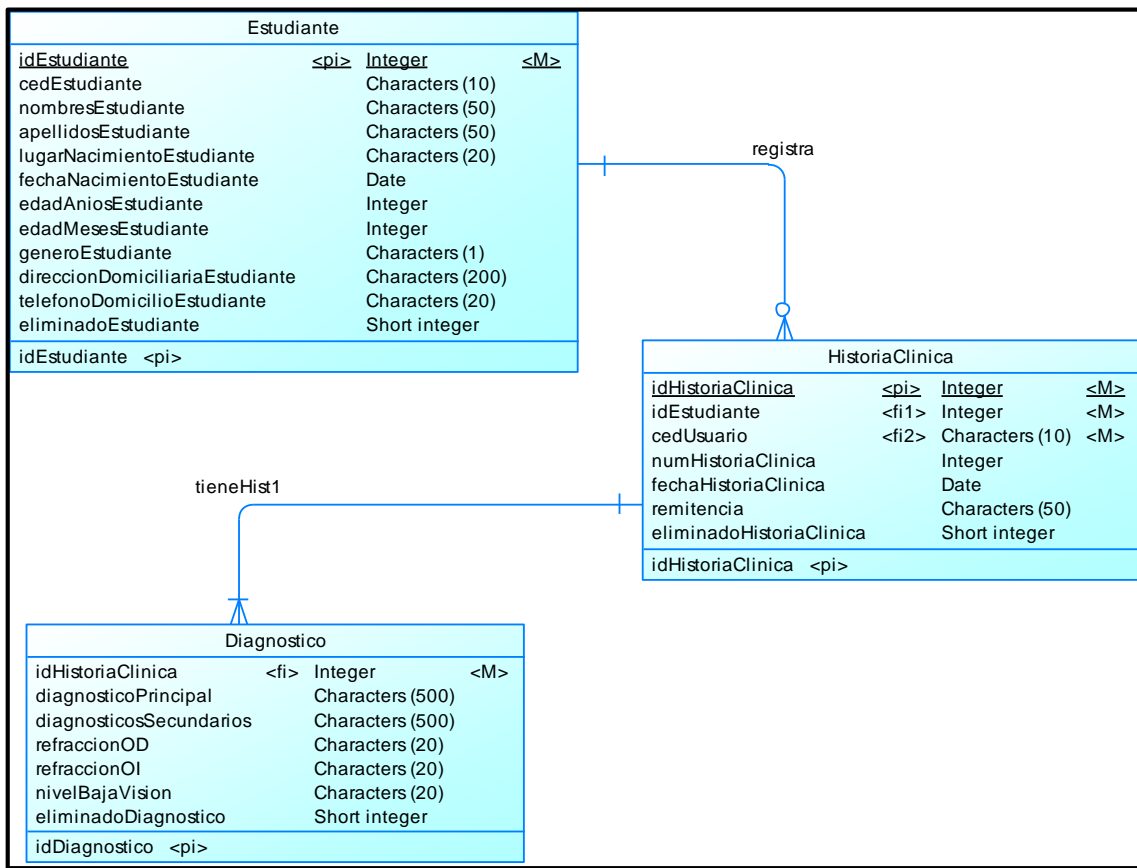 Estudiante
idEstudiante <pi> Integer <M>
cedEstudiante Characters (10)
nombresEstudiante Characters (50)
apellidosEstudiante Characters (50)
lugarNacimientoEstudiante Characters (20)
fechaNacimientoEstudiante Date
edadAniosEstudiante Integer
edadMesesEstudiante Integer
generoEstudiante Characters (1)
direccionDomiciliariaEstudiante Characters (200)
telefonoDomicilioEstudiante Characters (20)
eliminadoEstudiante Short integer
idEstudiante <pi>
registra
HistoriaClinica
idHistoriaClinica <pi> Integer <M>
idEstudiante <fi1> Integer <M>
cedUsuario <fi2> Characters (10) <M>
numHistoriaClinica Integer
fechaHistoriaClinica Date
remitencia Characters (50)
eliminadoHistoriaClinica Short integer
idHistoriaClinica <pi>
tieneHist1
Diagnostico
idHistoriaClinica <fi> Integer <M>
diagnosticoPrincipal Characters (500)
diagnosticosSecundarios Characters (500)
refraccionOD Characters (20)
refraccionOI Characters (20)
nivelBajaVision Characters (20)
eliminadoDiagnostico Short integer
idDiagnostico <pi>